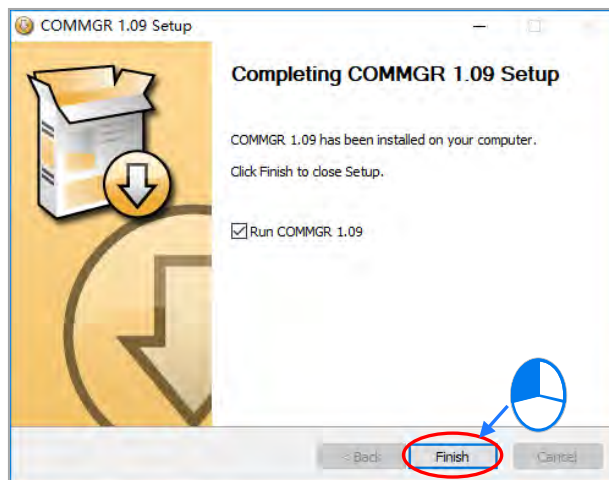 COMMGR 1.09 Setup
Completing COMMGR 1.09 Setup
COMMGR 1.09 has been installed on your computer.
Click Finish to close Setup.
Run COMMGR 1.09
< Back Finish Cancel